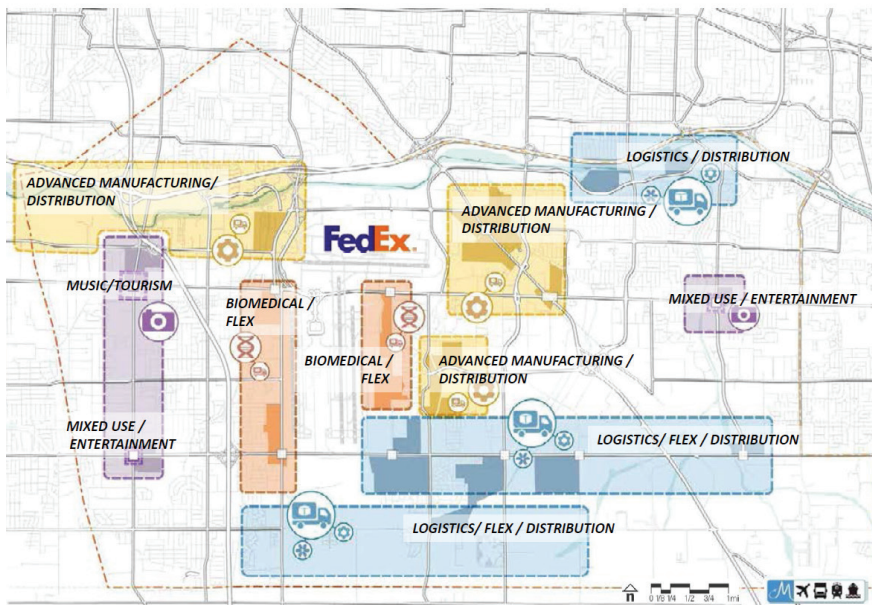 LOGISTICS / DISTRIBUTION
ADVANCED MANUFACTURING/
DISTRIBUTION
ADVANCED MANUFACTURING /
DISTRIBUTION
FedEx
MUSIC/TOURISM
BIOMEDICAL /
FLEX
MIXED USE / ENTERTAINMENT
BIOMEDICAL /
FLEX
ADVANCED MANUFACTURING /
DISTRIBUTION
MIXED USE /
ENTERTAINMENT
LOGISTICS/ FLEX / DISTRIBUTION
LOGISTICS/ FLEX / DISTRIBUTION
n
0 1/8 1/4 1/2 3/4 1mi
M